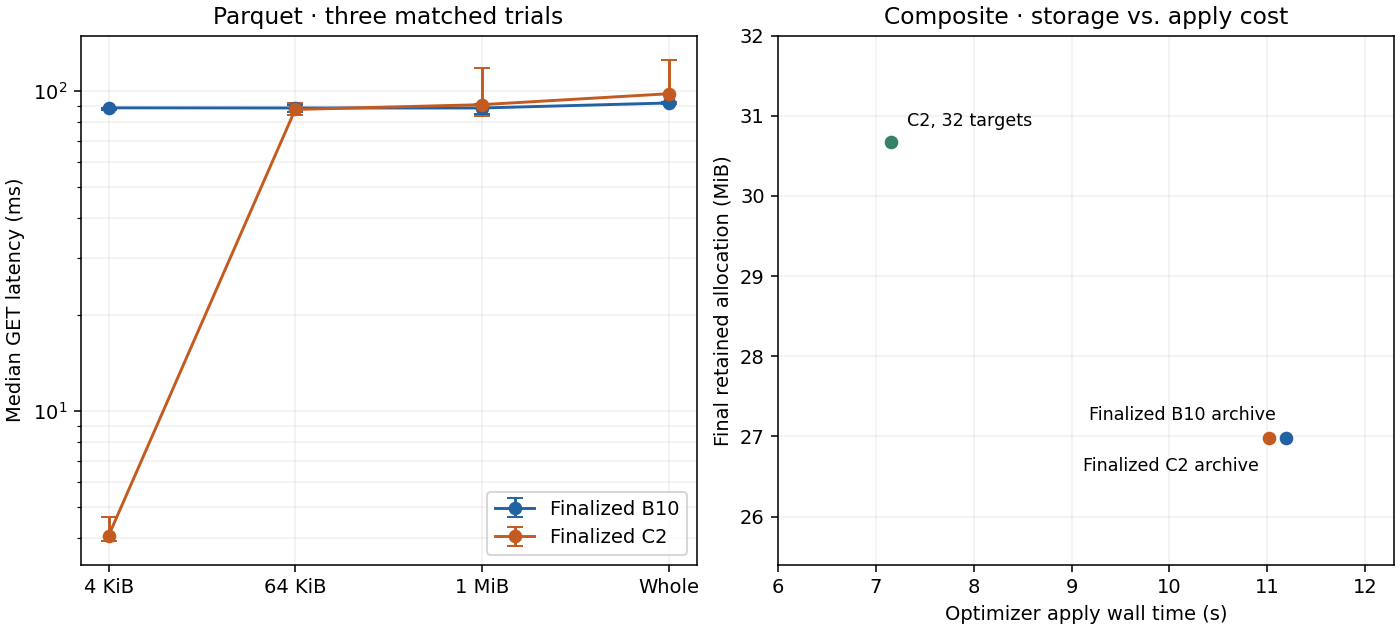 Parquet · three matched trials
Median GET latency (ms)
10²
10¹
4 KiB
64 KiB
1 MiB
Whole
Finalized B10
Finalized C2
Composite · storage vs. apply cost
Final retained allocation (MiB)
32
31
30
29
28
27
26
C2, 32 targets
Finalized B10 archive
Finalized C2 archive
6
7
8
9
10
11
12
Optimizer apply wall time (s)